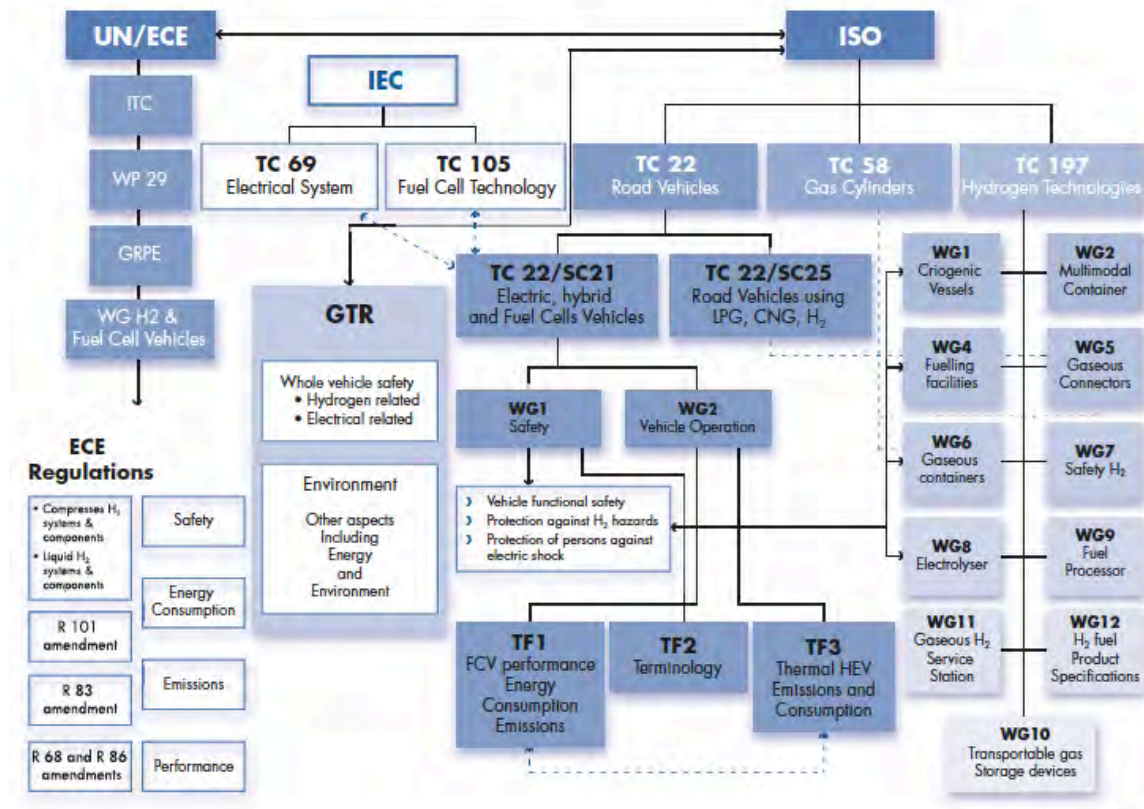 UN/ECE
ISO
IEC
ITC
TC 69
Electrical System
TC 105
Fuel Cell Technology
TC 22
Road Vehicles
TC 58
Gas Cylinders
TC 197
Hydrogen Technologies
WP 29
GRPE
WG H2 &
Fuel Cell Vehicles
GTR
Whole vehicle safety
• Hydrogen related
• Electrical related
Environment
Other aspects
Including
Energy
and
Environment
TC 22/SC21
Electric, hybrid
and Fuel Cells Vehicles
TC 22/SC25
Road Vehicles using
LPG, CNG, H₂
WG1
Safety
WG2
Vehicle Operation
› Vehicle functional safety
› Protection against H₂ hazards
› Protection of persons against
electric shock
TF1
FCV performance
Energy
Consumption
Emissions
TF2
Terminology
TF3
Thermal HEV
Emissions and
Consumption
WG1
Criogenic
Vessels
WG2
Multimodal
Container
WG4
Fuelling
facilities
WG5
Gaseous
Connectors
WG6
Gaseous
containers
WG7
Safety H₂
WG8
Electrolyser
WG9
Fuel
Processor
WG11
Gaseous H₂
Service
Station
WG12
H₂ fuel
Product
Specifications
WG10
Transportable gas
Storage devices
ECE
Regulations
• Compresses H₂
systems &
components
• Liquid H₂
systems &
components
Safety
Energy
Consumption
R 101
amendment
Emissions
R 83
amendment
R 68 and R 86
amendments
Performance